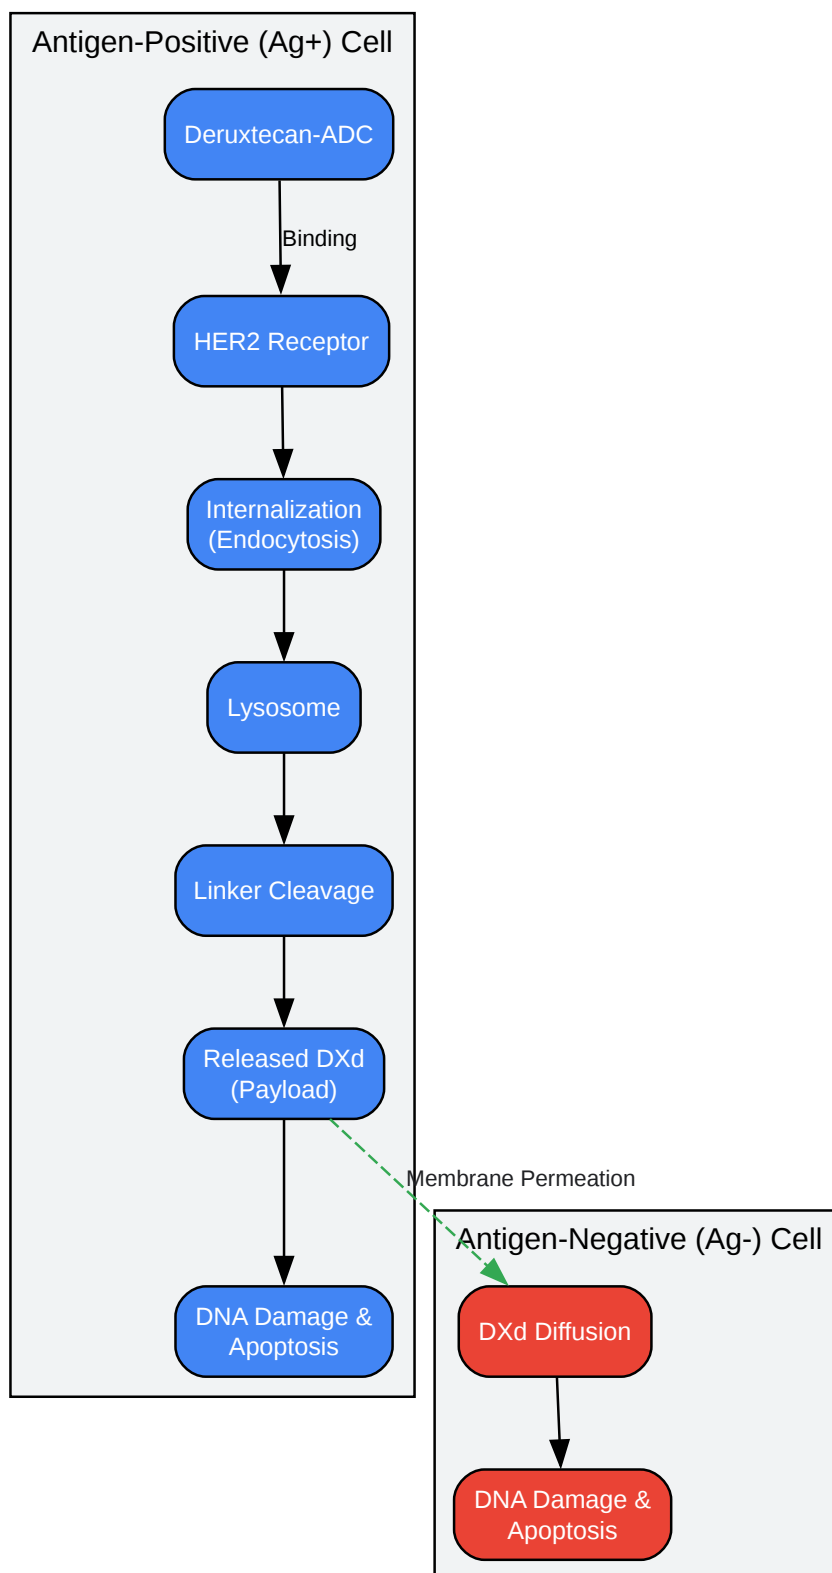 Antigen-Positive (Ag+) Cell
Deruxtecan-ADC
Binding
HER2 Receptor
Internalization
(Endocytosis)
Lysosome
Linker Cleavage
Released DXd
(Payload)
Membrane Permeation
Antigen-Negative (Ag-) Cell
DNA Damage &
Apoptosis
DXd Diffusion
DNA Damage &
Apoptosis